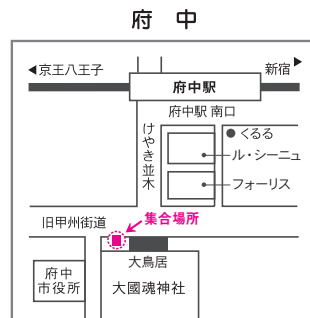 府中
京王八王子
新宿
府中駅
府中駅 南口
けやき並木
くるる
ル・シーニュ
フォーリス
旧甲州街道
集合場所
大鳥居
府中
市役所
大國魂神社